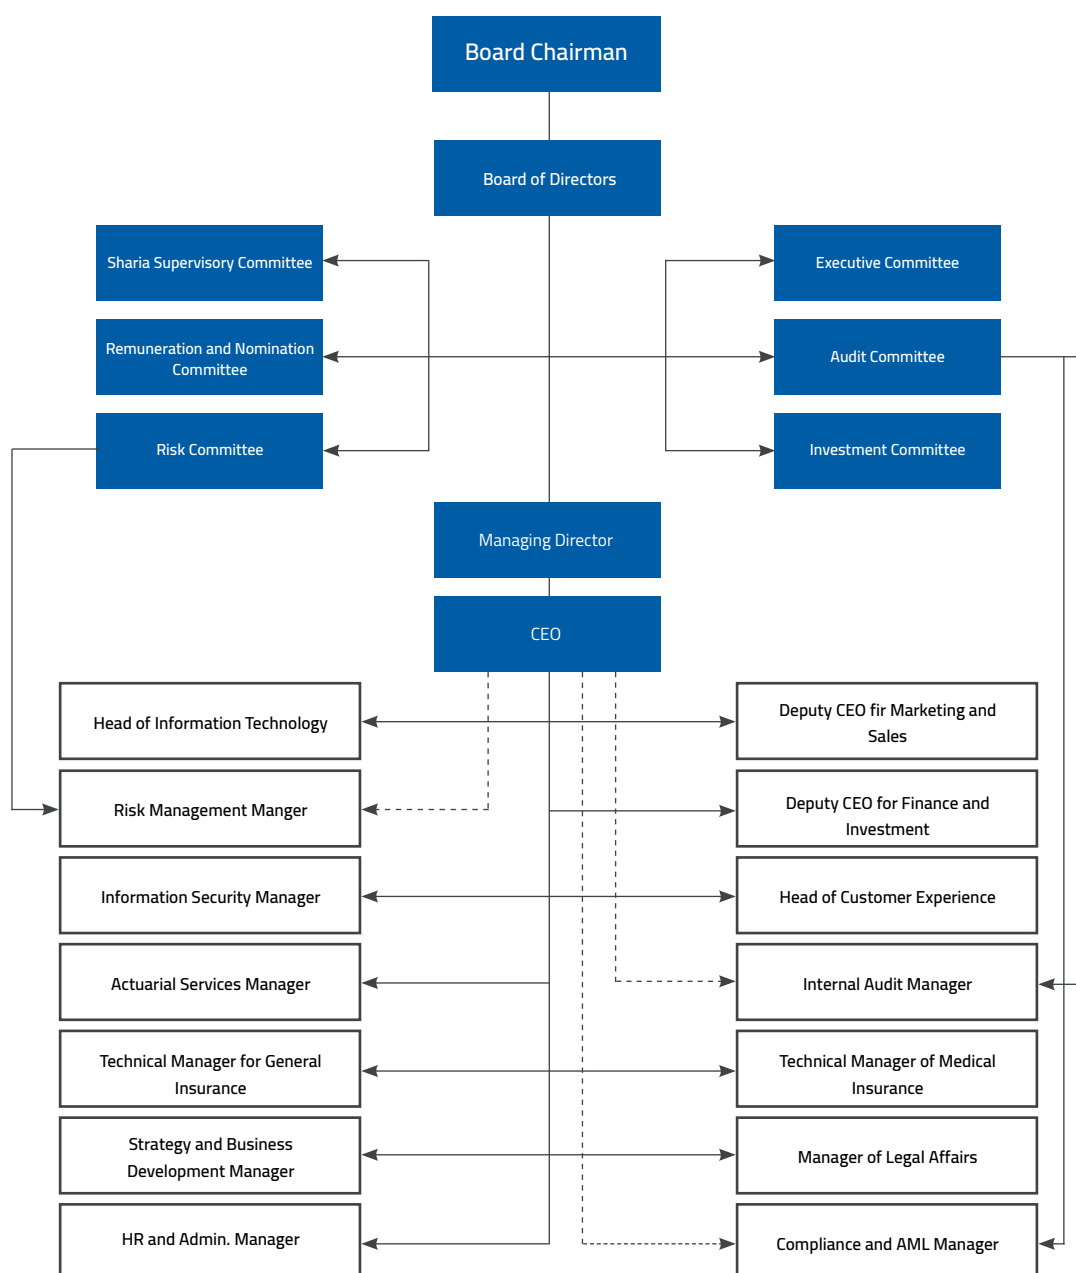 Board Chairman
Board of Directors
Sharia Supervisory Committee
Executive Committee
Remuneration and Nomination
Committee
Audit Committee
Risk Committee
Investment Committee
Managing Director
CEO
Head of Information Technology
Deputy CEO fir Marketing and
Sales
Risk Management Manger
Deputy CEO for Finance and
Investment
Information Security Manager
Head of Customer Experience
Actuarial Services Manager
Internal Audit Manager
Technical Manager for General
Insurance
Technical Manager of Medical
Insurance
Strategy and Business
Development Manager
Manager of Legal Affairs
HR and Admin. Manager
Compliance and AML Manager